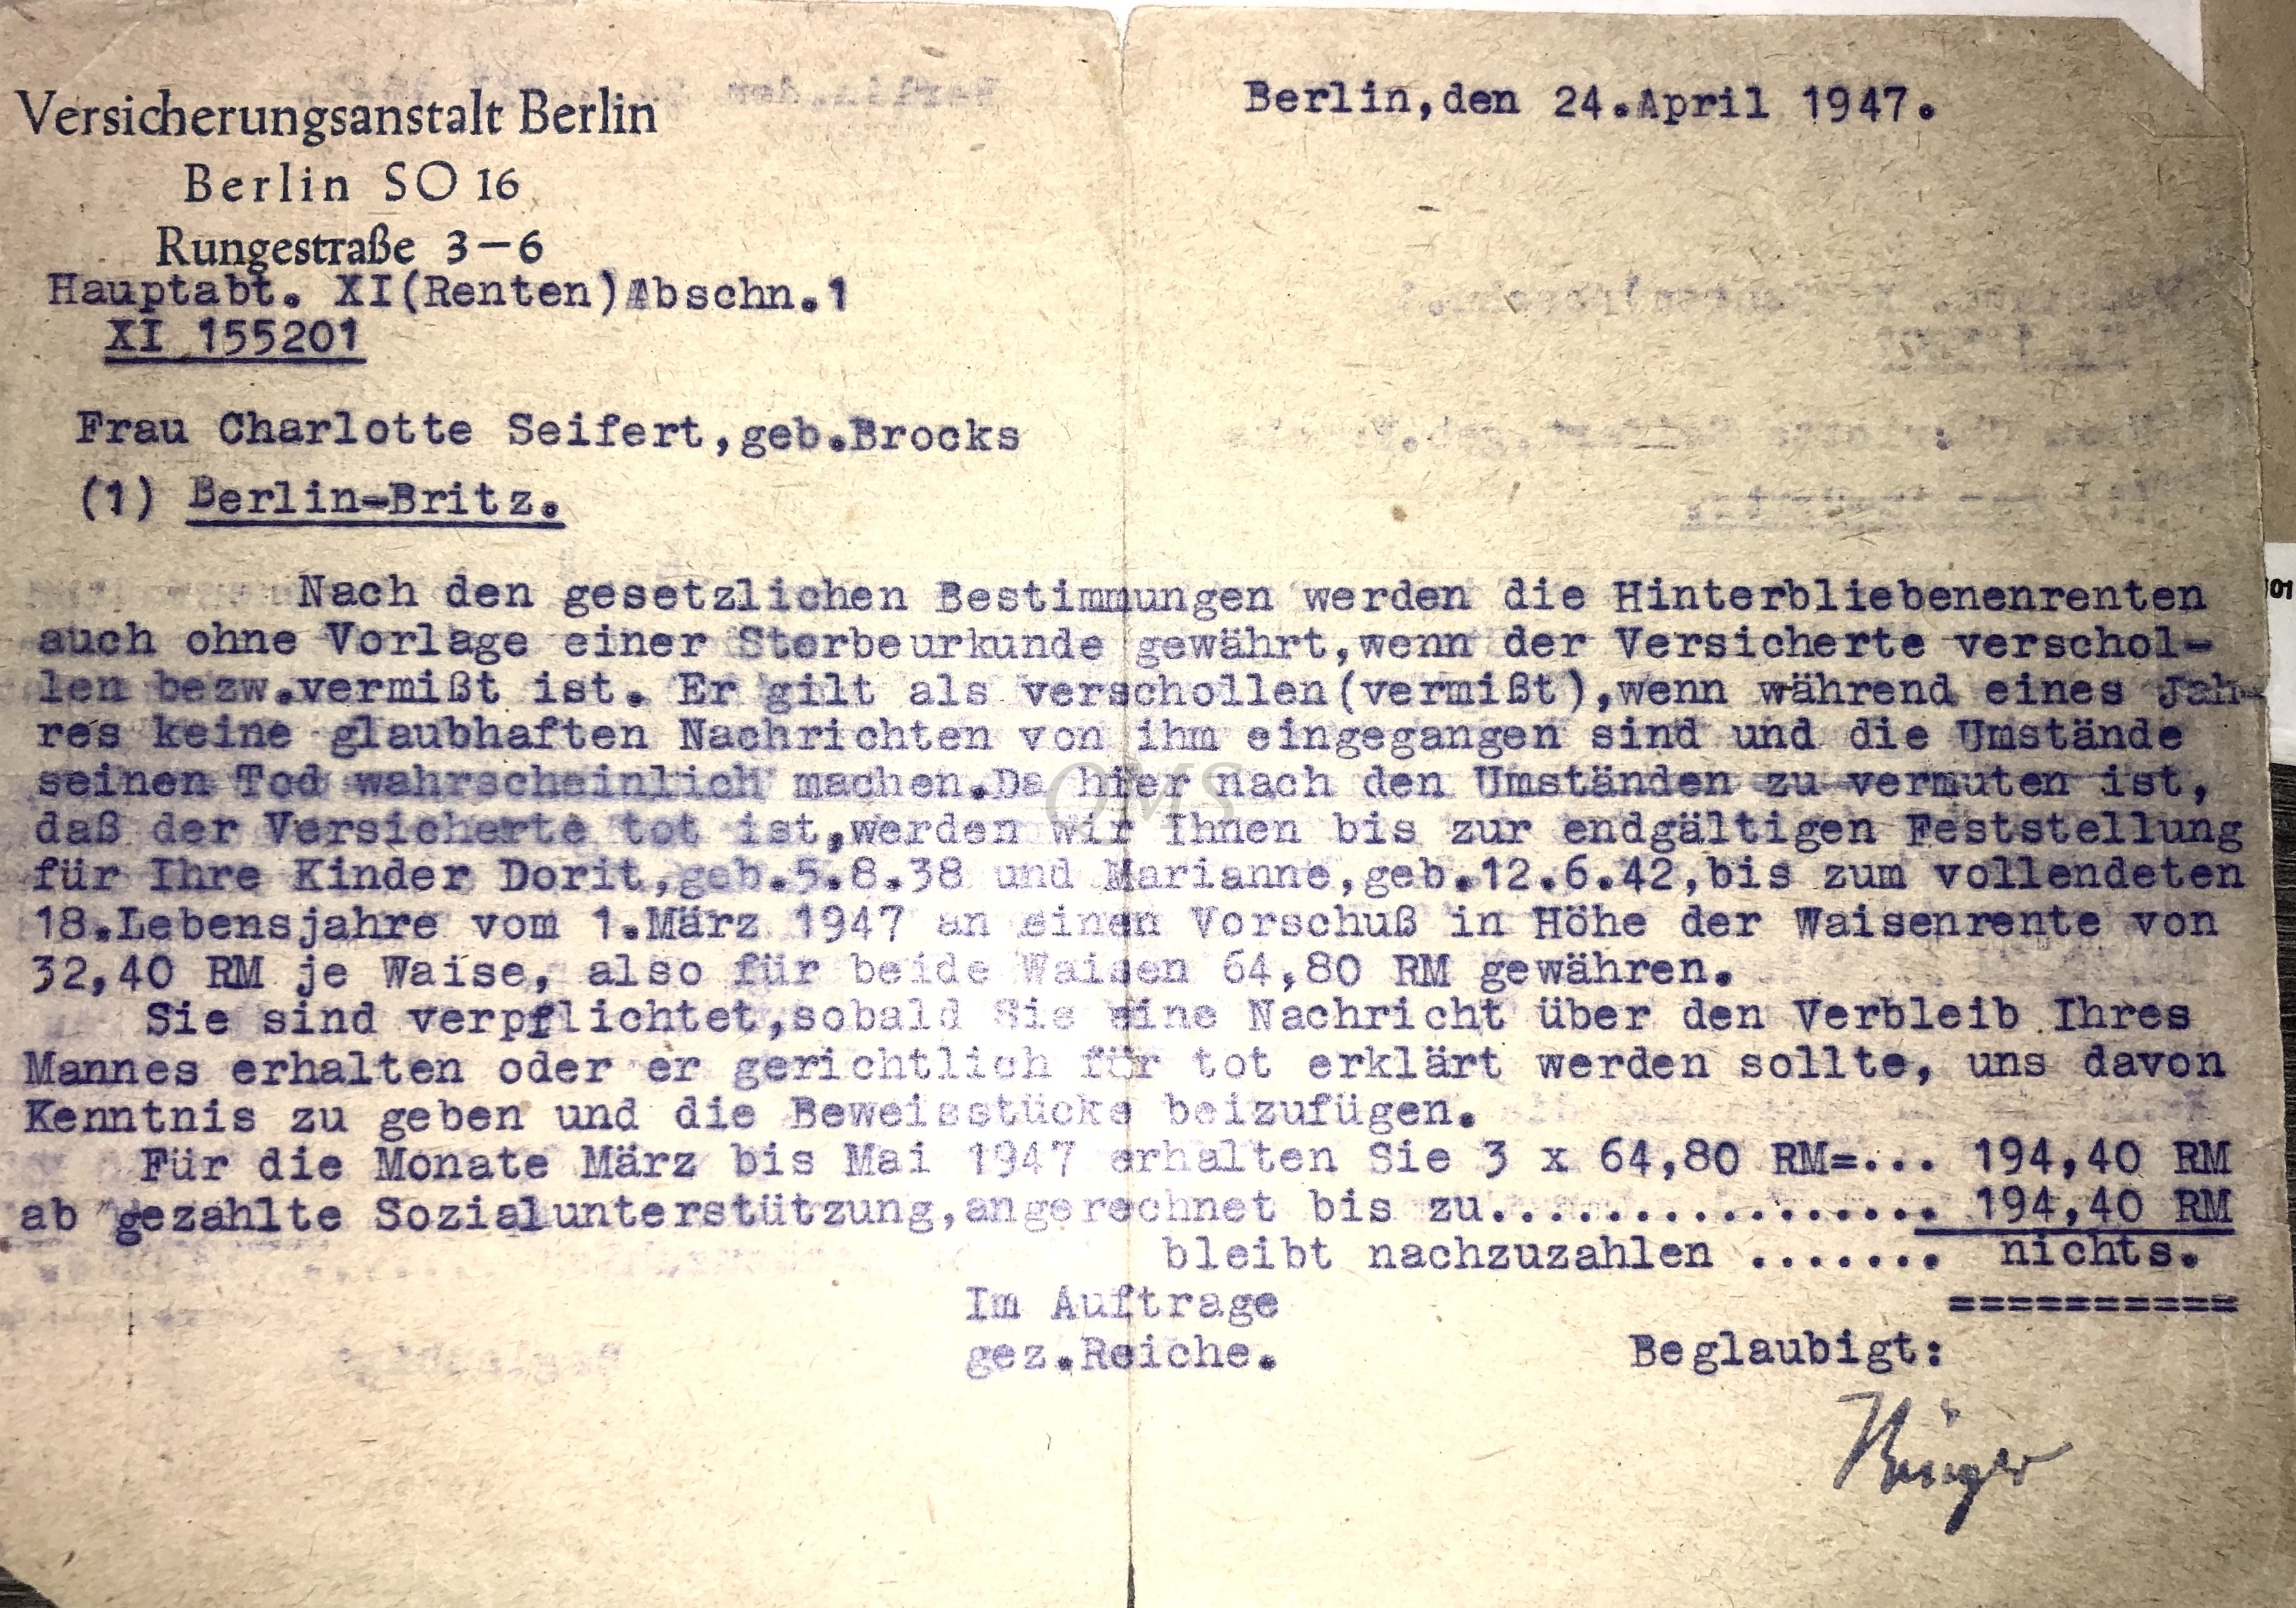 Versicherungsanstalt Berlin
Berlin SO 16
Rungestraße 3–6
Hauptabt. XI(Renten)Abschn.1
XI 155201
Berlin,den 24.April 1947.
Frau Charlotte Seifert,geb.Brocks
(1) Berlin-Britz.
Nach den gesetzlichen Bestimmungen werden die Hinterbliebenenrenten
auch ohne Vorlage einer Sterbeurkunde gewährt,wenn der Versicherte verschol-
len bezw.vermißt ist. Er gilt als verschollen(vermißt),wenn während eines Jah-
res keine glaubhaften Nachrichten von ihm eingegangen sind und die Umstände
seinen Tod wahrscheinlich machen.Da hier nach den Umständen zu vermuten ist,
daß der Versicherte tot ist,werden wir Ihnen bis zur endgältigen Feststellung
für Ihre Kinder Dorit,geb.5.8.38 und Marianne,geb.12.6.42,bis zum vollendeten
18.Lebensjahre vom 1.März 1947 an einen Vorschuß in Höhe der Waisenrente von
32,40 RM je Waise, also für beide Waisen 64,80 RM gewähren.
Sie sind verpflichtet,sobald Sie eine Nachricht über den Verbleib Ihres
Mannes erhalten oder er gerichtlich für tot erklärt werden sollte, uns davon
Kenntnis zu geben und die Beweisstücke beizufügen.
Für die Monate März bis Mai 1947 erhalten Sie 3 x 64,80 RM=... 194,40 RM
ab gezahlte Sozialunterstützung,angerechnet bis zu................ 194,40 RM
bleibt nachzuzahlen ....... nichts.
==========
Im Auftrage
gez.Reiche.
Beglaubigt:
QMS
101